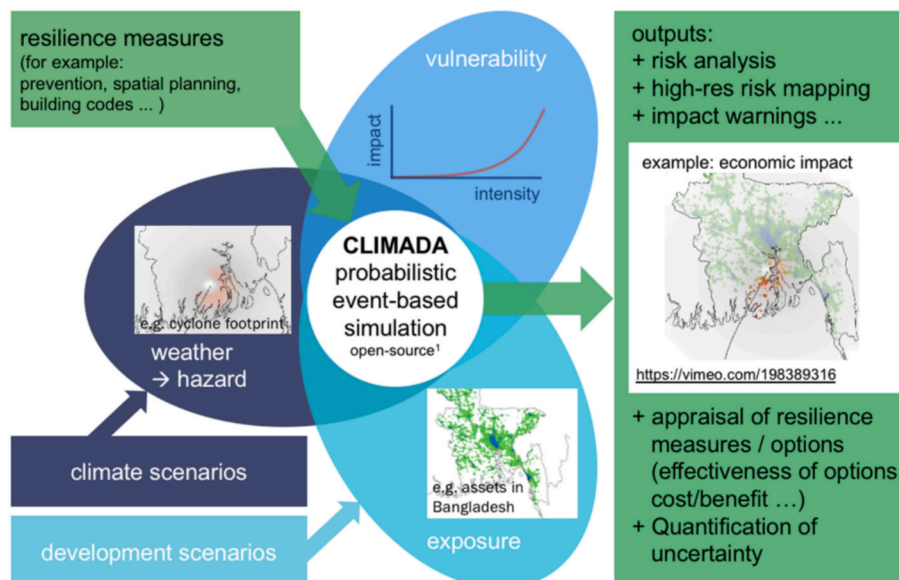 resilience measures
(for example:
prevention, spatial planning,
building codes ... )
vulnerability
impact
intensity
CLIMADA
probabilistic
event-based
simulation
open-source¹
e.g. cyclone footprint
weather
→ hazard
climate scenarios
development scenarios
e.g. assets in
Bangladesh
exposure
outputs:
+ risk analysis
+ high-res risk mapping
+ impact warnings ...
example: economic impact
https://vimeo.com/198389316
+ appraisal of resilience
measures / options
(effectiveness of options
cost/benefit ...)
+ Quantification of
uncertainty